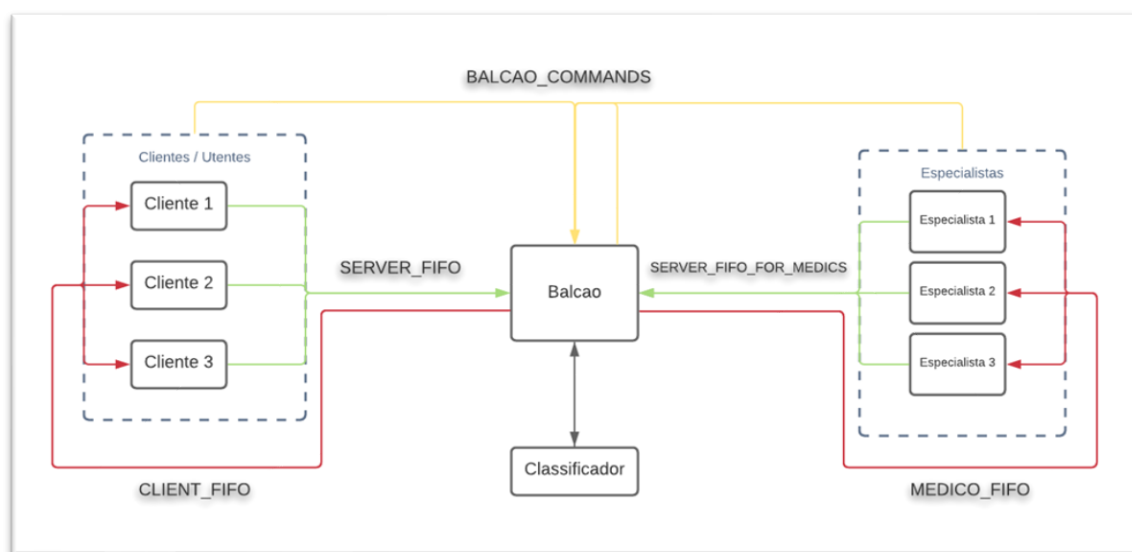 BALCAO_COMMANDS
Clientes / Utentes
Cliente 1
Cliente 2
Cliente 3
SERVER_FIFO
CLIENT_FIFO
Balcao
Classificador
SERVER_FIFO_FOR_MEDICS
Especialistas
Especialista 1
Especialista 2
Especialista 3
MEDICO_FIFO